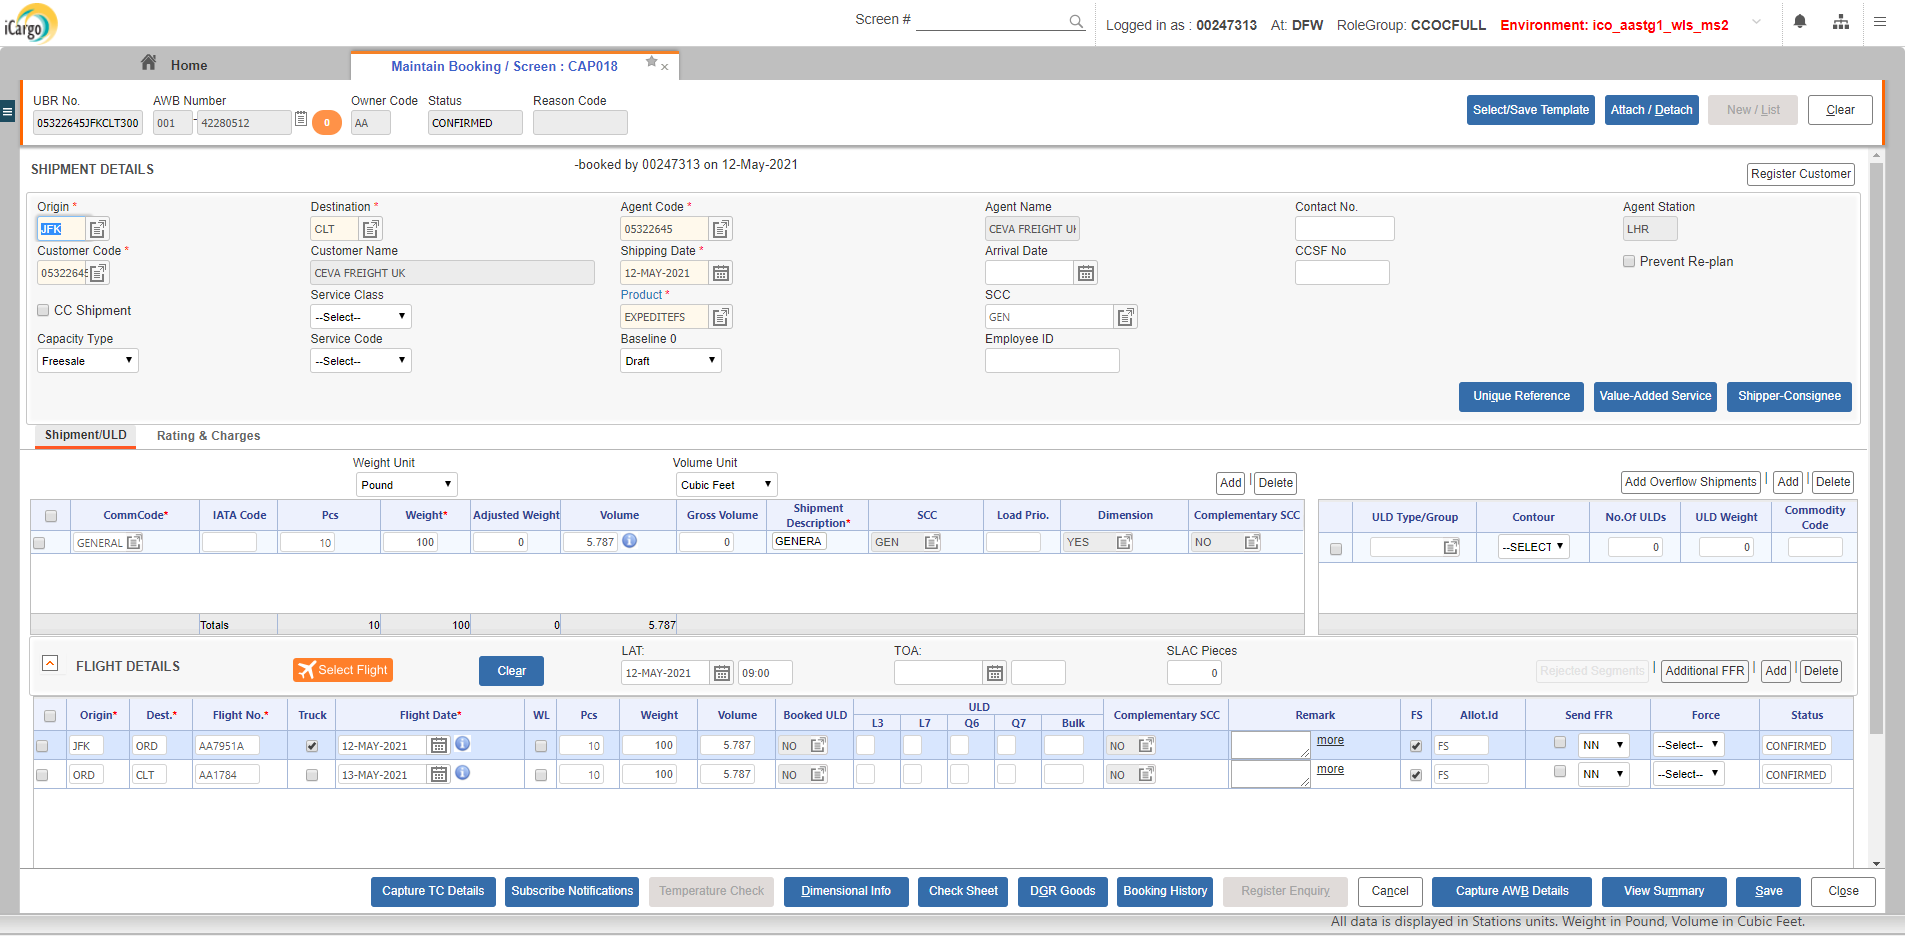 iCargo
Screen #
Logged in as : 00247313 At: DFW RoleGroup: CCOCFULL Environment: ico_aastg1_wls_ms2
Home
Maintain Booking / Screen : CAP018
UBR No. AWB Number Owner Code Status Reason Code
05322645JFKCLT300 001 - 42280512 0 AA CONFIRMED
Select/Save Template Attach / Detach New / List Clear
SHIPMENT DETAILS
-booked by 00247313 on 12-May-2021
Register Customer
Origin * Destination * Agent Code * Agent Name Contact No. Agent Station
JFK CLT 05322645 CEVA FREIGHT LHR
Customer Code * Customer Name Shipping Date * Arrival Date CCSF No
0532264 CEVA FREIGHT UK 12-MAY-2021 Prevent Re-plan
CC Shipment Service Class Product * SCC
--Select-- EXPEDITEFS GEN
Capacity Type Service Code Baseline 0 Employee ID
Freesale --Select-- Draft
Unique Reference Value-Added Service Shipper-Consignee
Shipment/ULD Rating & Charges
Weight Unit Volume Unit
Pound Cubic Feet Add | Delete Add Overflow Shipments | Add | Delete
CommCode* IATA Code Pcs Weight* Adjusted Weight Volume Gross Volume Shipment Description* SCC Load Prio. Dimension Complementary SCC
GENERAL 10 100 0 5.787 0 GENERA GEN YES NO
Totals 10 100 0 5.787
ULD Type/Group Contour No.Of ULDs ULD Weight Commodity Code
--SELECT 0 0
FLIGHT DETAILS Select Flight Clear
LAT: TOA: SLAC Pieces
12-MAY-2021 09:00 0
Rejected Segments | Additional FFR | Add | Delete
Origin* Dest.* Flight No.* Truck Flight Date* WL Pcs Weight Volume Booked ULD ULD Complementary SCC Remark FS Allot.Id Send FFR Force Status
L3 L7 Q6 Q7 Bulk
JFK ORD AA7951A 12-MAY-2021 10 100 5.787 NO NO more FS NN --Select-- CONFIRMED
ORD CLT AA1784 13-MAY-2021 10 100 5.787 NO NO more FS NN --Select-- CONFIRMED
Capture TC Details Subscribe Notifications Temperature Check Dimensional Info Check Sheet DGR Goods Booking History Register Enquiry Cancel Capture AWB Details View Summary Save Close
All data is displayed in Stations units. Weight in Pound, Volume in Cubic Feet.